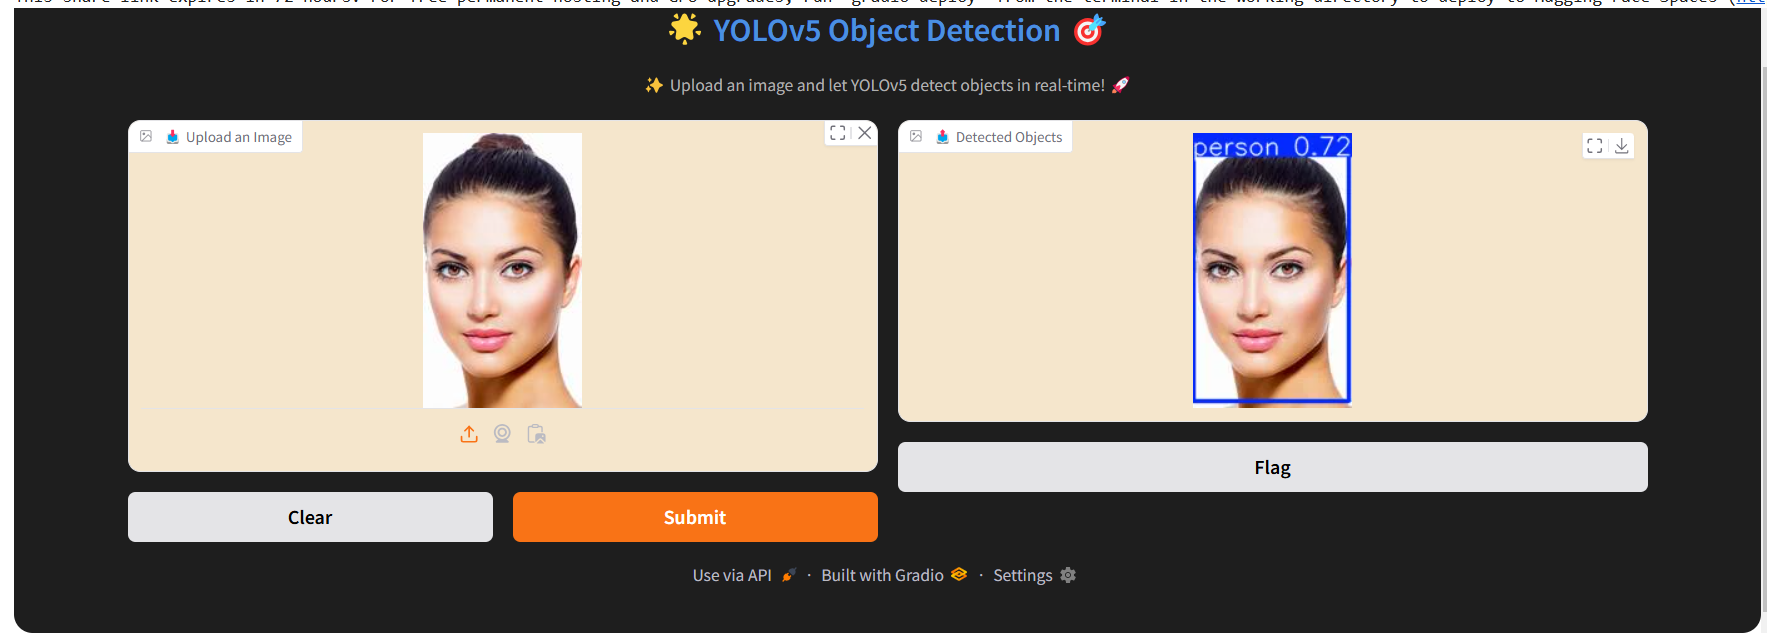 This share link expires in 72 hours. For free permanent hosting and GPU upgrades, run `gradio deploy` from the terminal in the working directory to deploy to Hugging Face Spaces (
🌟 YOLOv5 Object Detection 🎯
✨ Upload an image and let YOLOv5 detect objects in real-time! 🚀
📥 Upload an Image
📤 Detected Objects
person 0.72
Flag
Clear
Submit
Use via API 🚀 · Built with Gradio · Settings ⚙️